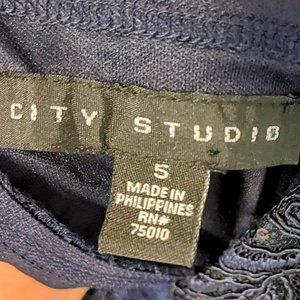 CITY STUDIO
5
MADE IN
PHILIPPINES
RN#
75010